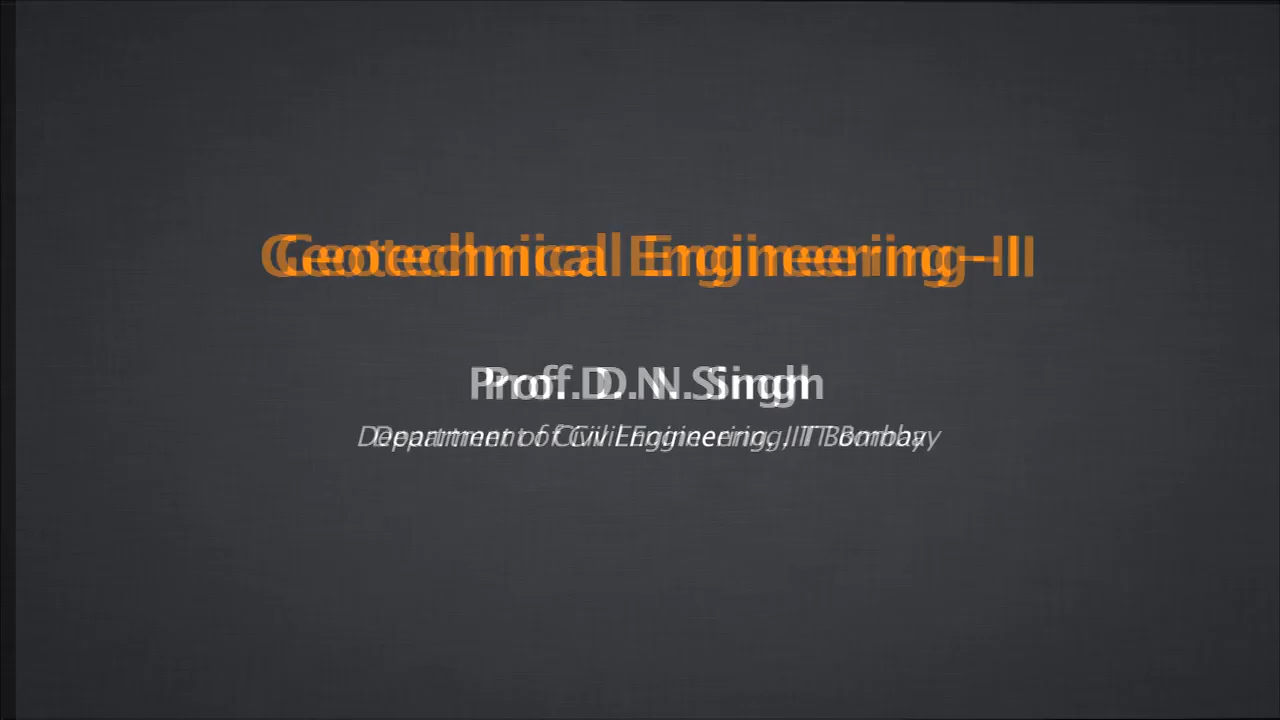 Geotechnical Engineering – II
Prof. D. N. Singh
Department of Civil Engineering, IIT Bombay